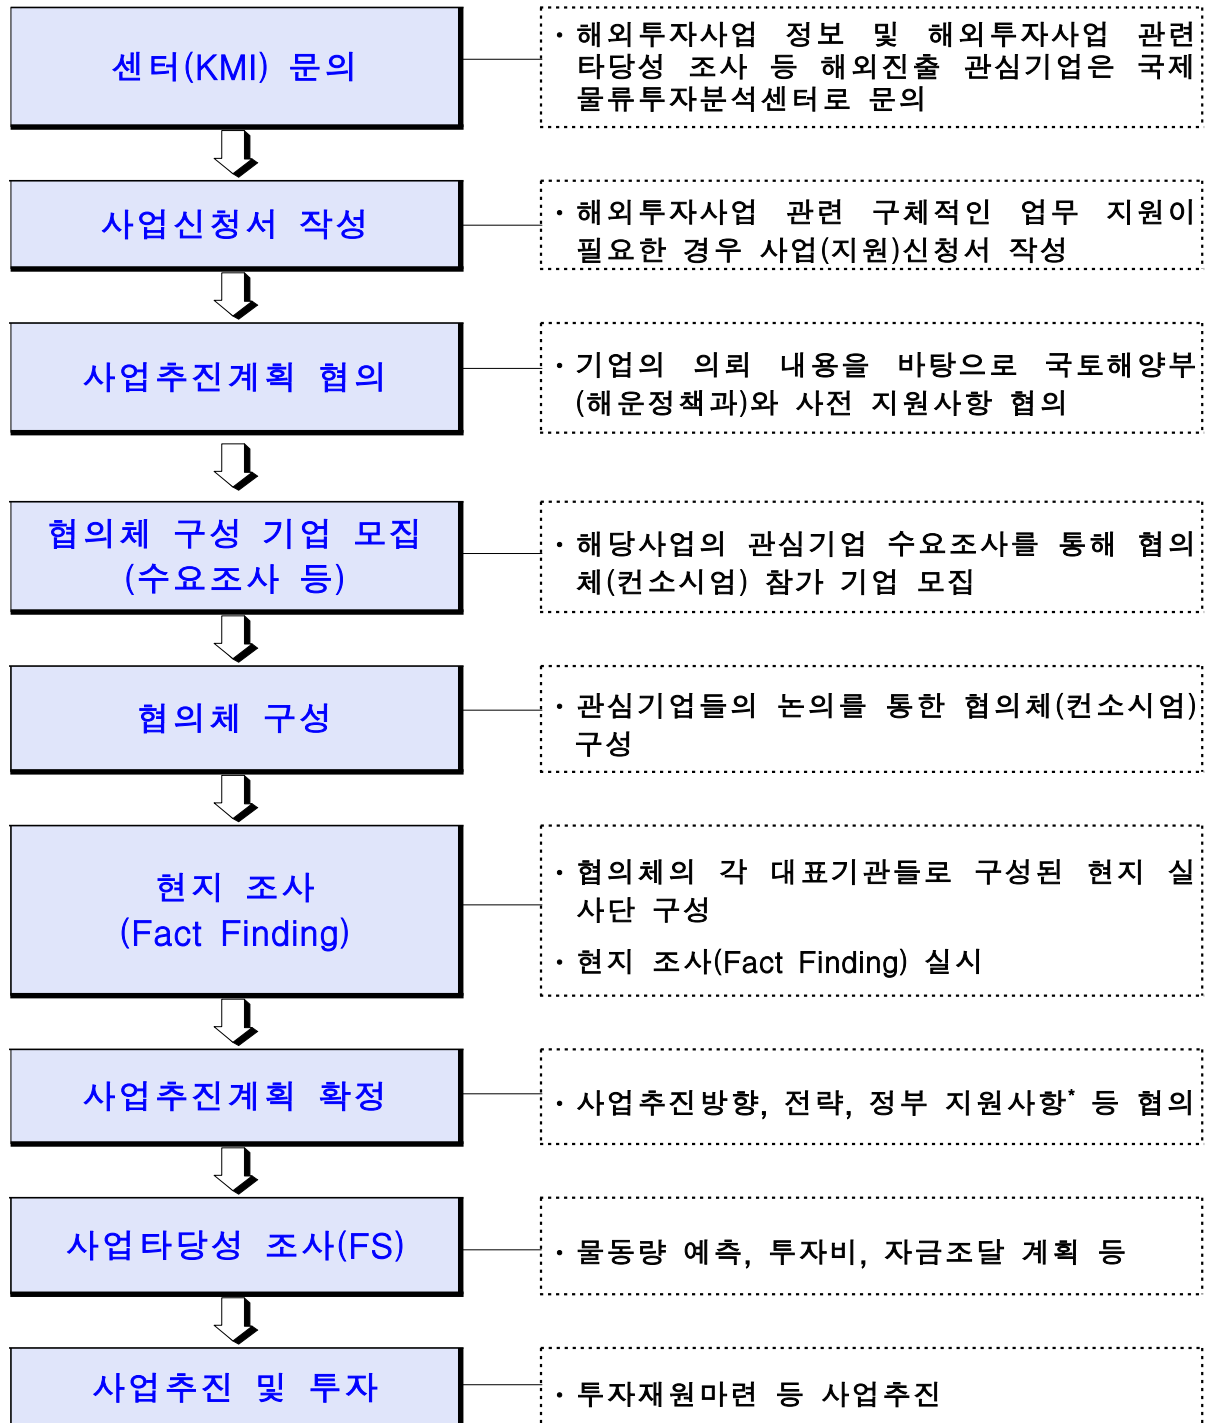 센터(KMI) 문의
· 해외투자사업 정보 및 해외투자사업 관련
타당성 조사 등 해외진출 관심기업은 국제
물류투자분석센터로 문의
사업신청서 작성
· 해외투자사업 관련 구체적인 업무 지원이
필요한 경우 사업(지원)신청서 작성
사업추진계획 협의
· 기업의 의뢰 내용을 바탕으로 국토해양부
(해운정책과)와 사전 지원사항 협의
협의체 구성 기업 모집
(수요조사 등)
· 해당사업의 관심기업 수요조사를 통해 협의
체(컨소시엄) 참가 기업 모집
협의체 구성
· 관심기업들의 논의를 통한 협의체(컨소시엄)
구성
현지 조사
(Fact Finding)
· 협의체의 각 대표기관들로 구성된 현지 실
사단 구성
· 현지 조사(Fact Finding) 실시
사업추진계획 확정
· 사업추진방향, 전략, 정부 지원사항* 등 협의
사업타당성 조사(FS)
· 물동량 예측, 투자비, 자금조달 계획 등
사업추진 및 투자
· 투자재원마련 등 사업추진